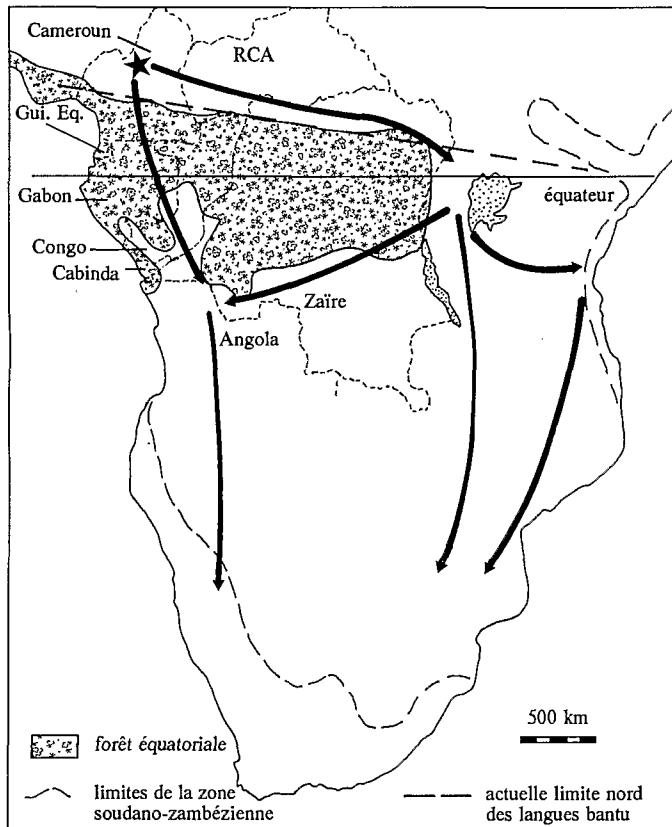 Cameroun
RCA
Gui. Eq.
équateur
Gabon
Congo
Cabinda
Zaïre
Angola
500 km
forêt équatoriale
limites de la zone
soudano-zambézienne
actuelle limite nord
des langues bantu